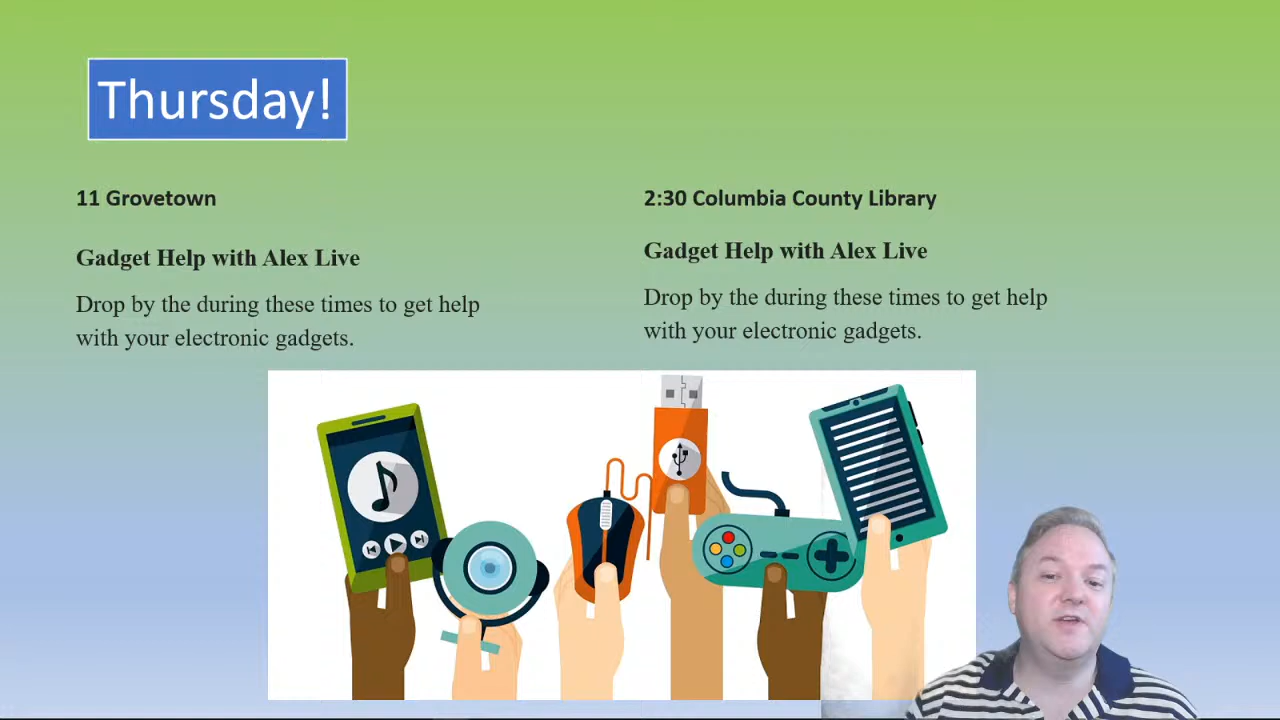 Thursday!
11 Grovetown
Gadget Help with Alex Live
Drop by the during these times to get help
with your electronic gadgets.
2:30 Columbia County Library
Gadget Help with Alex Live
Drop by the during these times to get help
with your electronic gadgets.